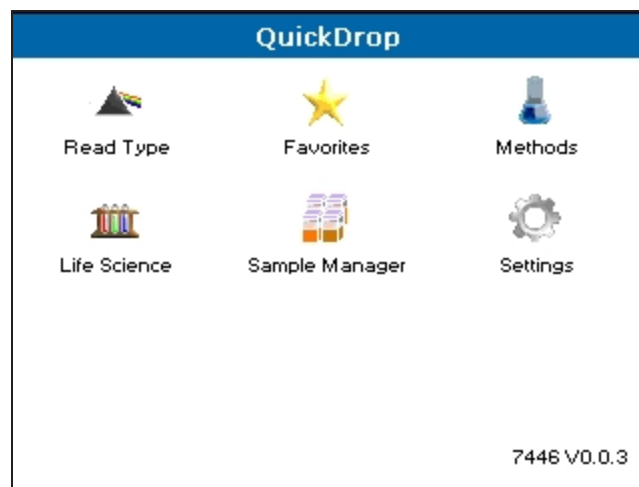 QuickDrop
Read Type
Favorites
Methods
Life Science
Sample Manager
Settings
7446 V0.0.3